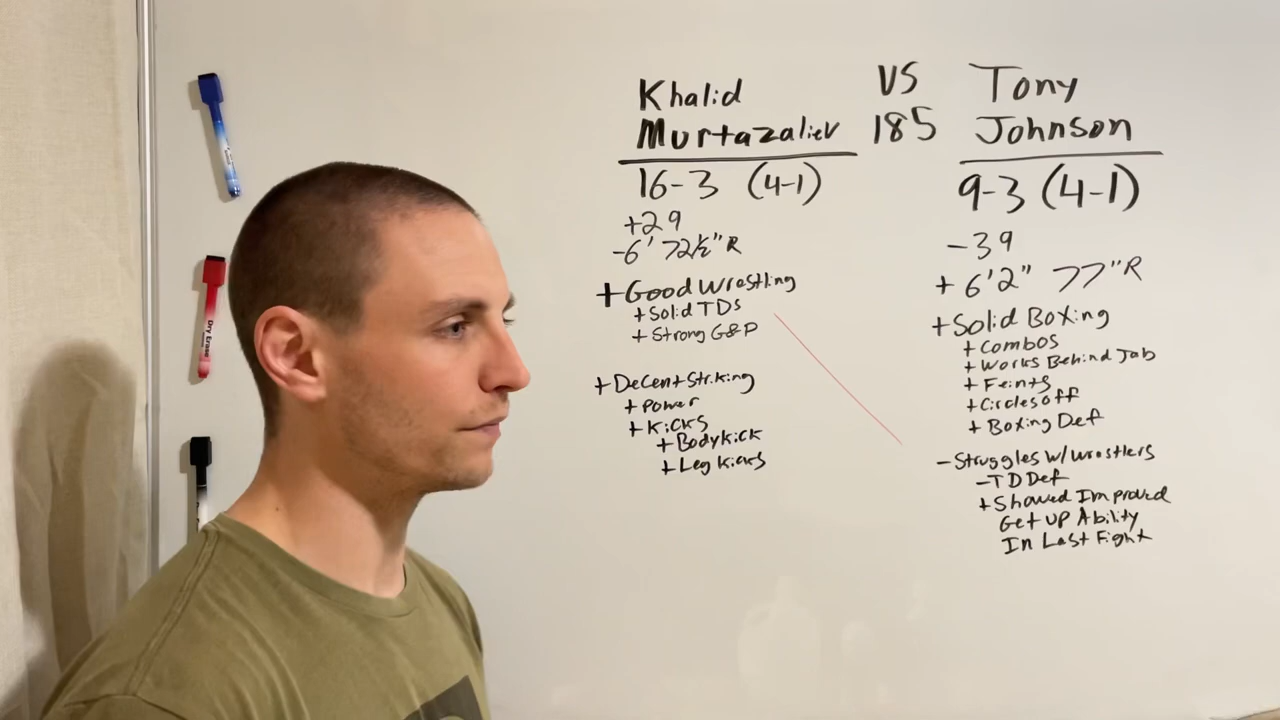 Khalid
Murtazaliev
16-3 (4-1)
+29
-6' 72½"R
+Good Wrestling
+Solid TDs
+Strong G&P
+Decent Striking
+Power
+Kicks
+Bodykick
+Leg Kicks
VS
185
Tony
Johnson
9-3 (4-1)
-39
+6'2" 77"R
+Solid Boxing
+Combos
+Works Behind Jab
+Feints
+Circles off
+Boxing Def
-Struggles w/ wrestlers
-TD Def
+Showed Improved
Get up Ability
In Last Fight
Dry Erase